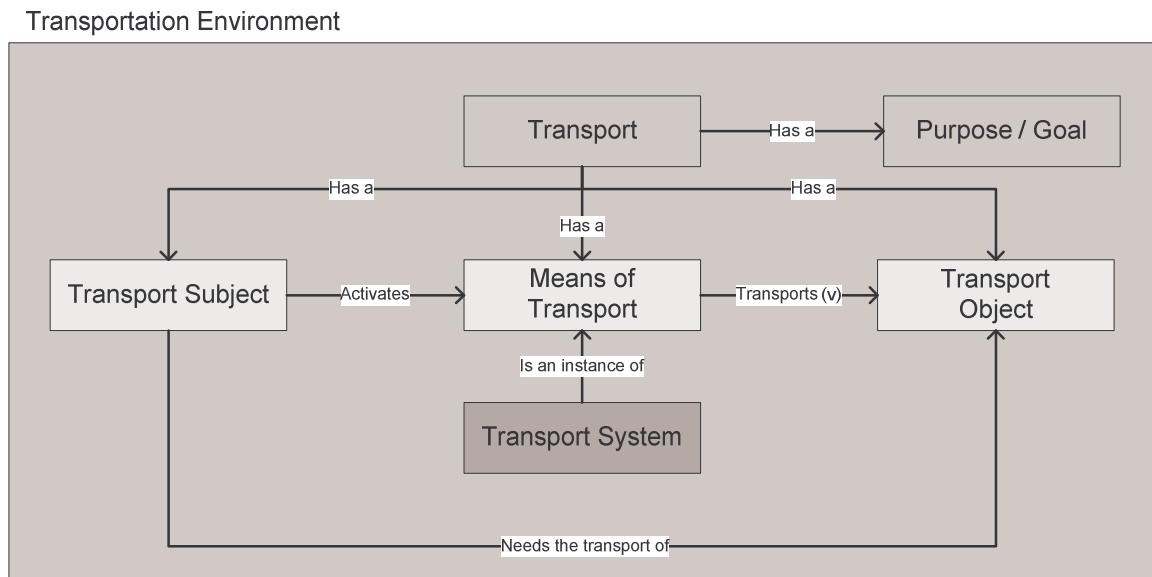 Transportation Environment
Transport
Has a
Purpose / Goal
Has a
Has a
Has a
Transport Subject
Activates
Means of
Transport
Transports (v)
Transport
Object
Is an instance of
Transport System
Needs the transport of